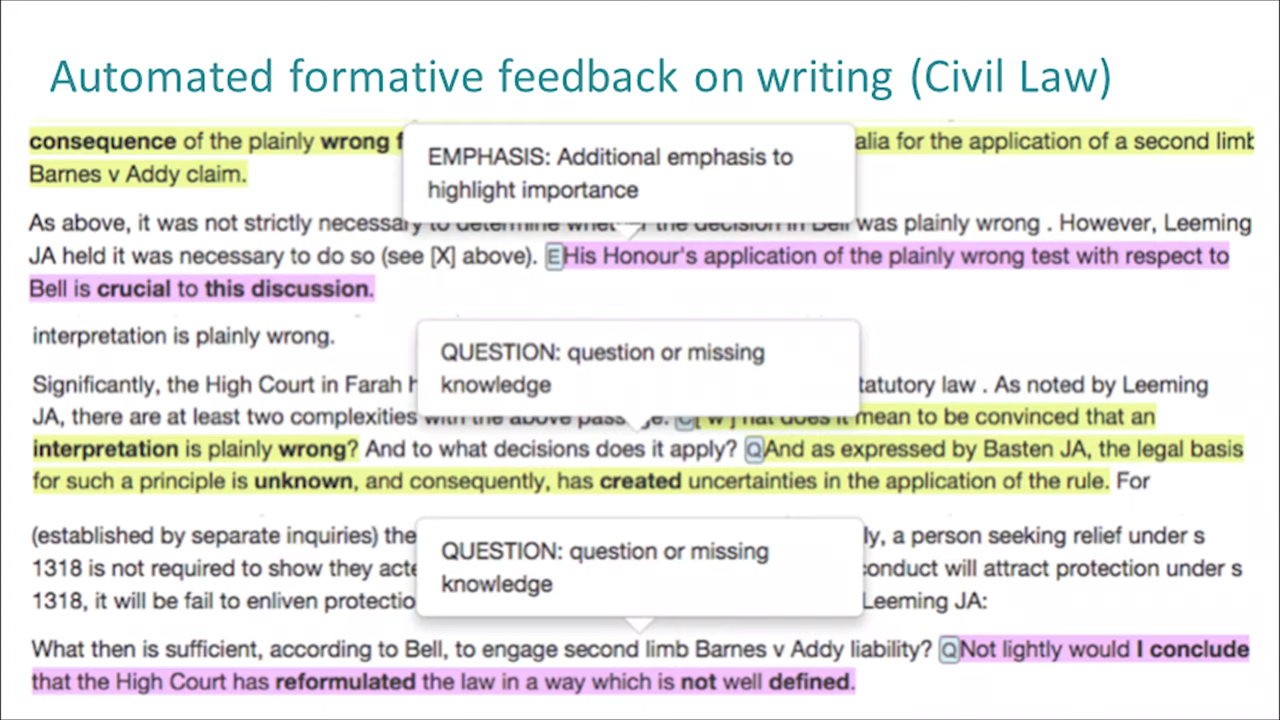 Automated formative feedback on writing (Civil Law)
consequence of the plainly wrong f
alia for the application of a second limb
EMPHASIS: Additional emphasis to
highlight importance
Barnes v Addy claim.
As above, it was not strictly necessary to determine whether the decision in Bell was plainly wrong . However, Leeming
JA held it was necessary to do so (see [X] above). E His Honour's application of the plainly wrong test with respect to
Bell is crucial to this discussion.
interpretation is plainly wrong.
QUESTION: question or missing
knowledge
Significantly, the High Court in Farah h
tatutory law . As noted by Leeming
JA, there are at least two complexities with the above passage. Q [ W ] hat does it mean to be convinced that an
interpretation is plainly wrong? And to what decisions does it apply? Q And as expressed by Basten JA, the legal basis
for such a principle is unknown, and consequently, has created uncertainties in the application of the rule. For
(established by separate inquiries) the
ly, a person seeking relief under s
QUESTION: question or missing
knowledge
1318 is not required to show they acte
conduct will attract protection under s
1318, it will be fail to enliven protectio
Leeming JA:
What then is sufficient, according to Bell, to engage second limb Barnes v Addy liability? Q Not lightly would I conclude
that the High Court has reformulated the law in a way which is not well defined.